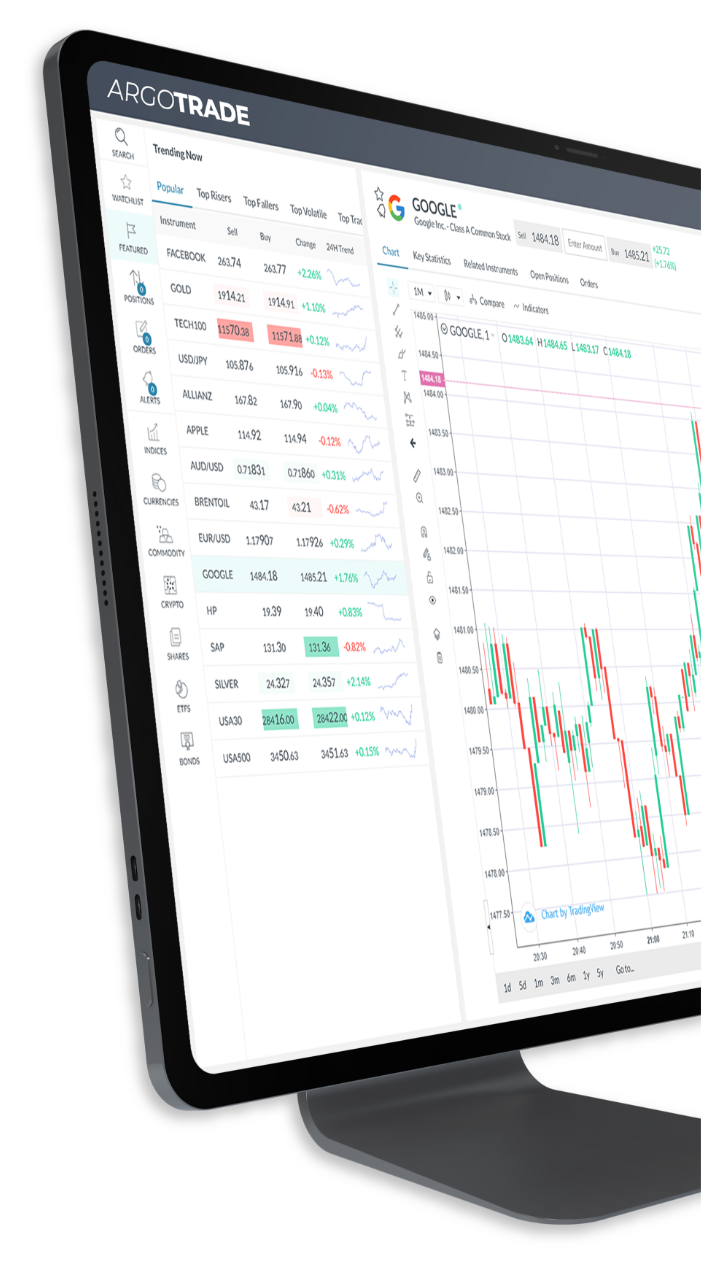 ARGOTRADE
SEARCH
WATCHLIST
FEATURED
0
POSITIONS
0
ORDERS
0
ALERTS
INDICES
CURRENCIES
COMMODITY
CRYPTO
SHARES
ETFS
BONDS
Trending Now
Popular Top Risers Top Fallers Top Volatile Top Trac
Instrument Sell Buy Change 24H Trend
FACEBOOK 263.74 263.77 +2.26%
GOLD 1914.21 1914.91 +1.10%
TECH100 11570.38 11571.88 +0.12%
USD/JPY 105.876 105.916 -0.13%
ALLIANZ 167.82 167.90 +0.04%
APPLE 114.92 114.94 -0.12%
AUD/USD 0.71831 0.71860 +0.31%
BRENTOIL 43.17 43.21 -0.62%
EUR/USD 1.17907 1.17926 +0.29%
GOOGLE 1484.18 1485.21 +1.76%
HP 19.39 19.40 +0.83%
SAP 131.30 131.36 -0.82%
SILVER 24.327 24.357 +2.14%
USA30 28416.00 28422.00 +0.12%
USA500 3450.63 3451.63 +0.15%
G GOOGLE
Google Inc. - Class A Common Stock
Sell 1484.18 Enter Amount Buy 1485.21 +25.72
(+1.76%)
Chart Key Statistics Related Instruments Open Positions Orders
1M Compare Indicators
GOOGLE, 1 O1483.64 H1484.65 L1483.17 C1484.18
T
1485.00
1484.50
1484.18
1484.00
1483.50
1483.00
1482.50
1482.00
1481.50
1481.00
1480.50
1480.00
1479.50
1479.00
1478.50
1478.00
1477.50
Chart by TradingView
20:30 20:40 20:50 21:00 21:10
1d 5d 1m 3m 6m 1y 5y Go to...